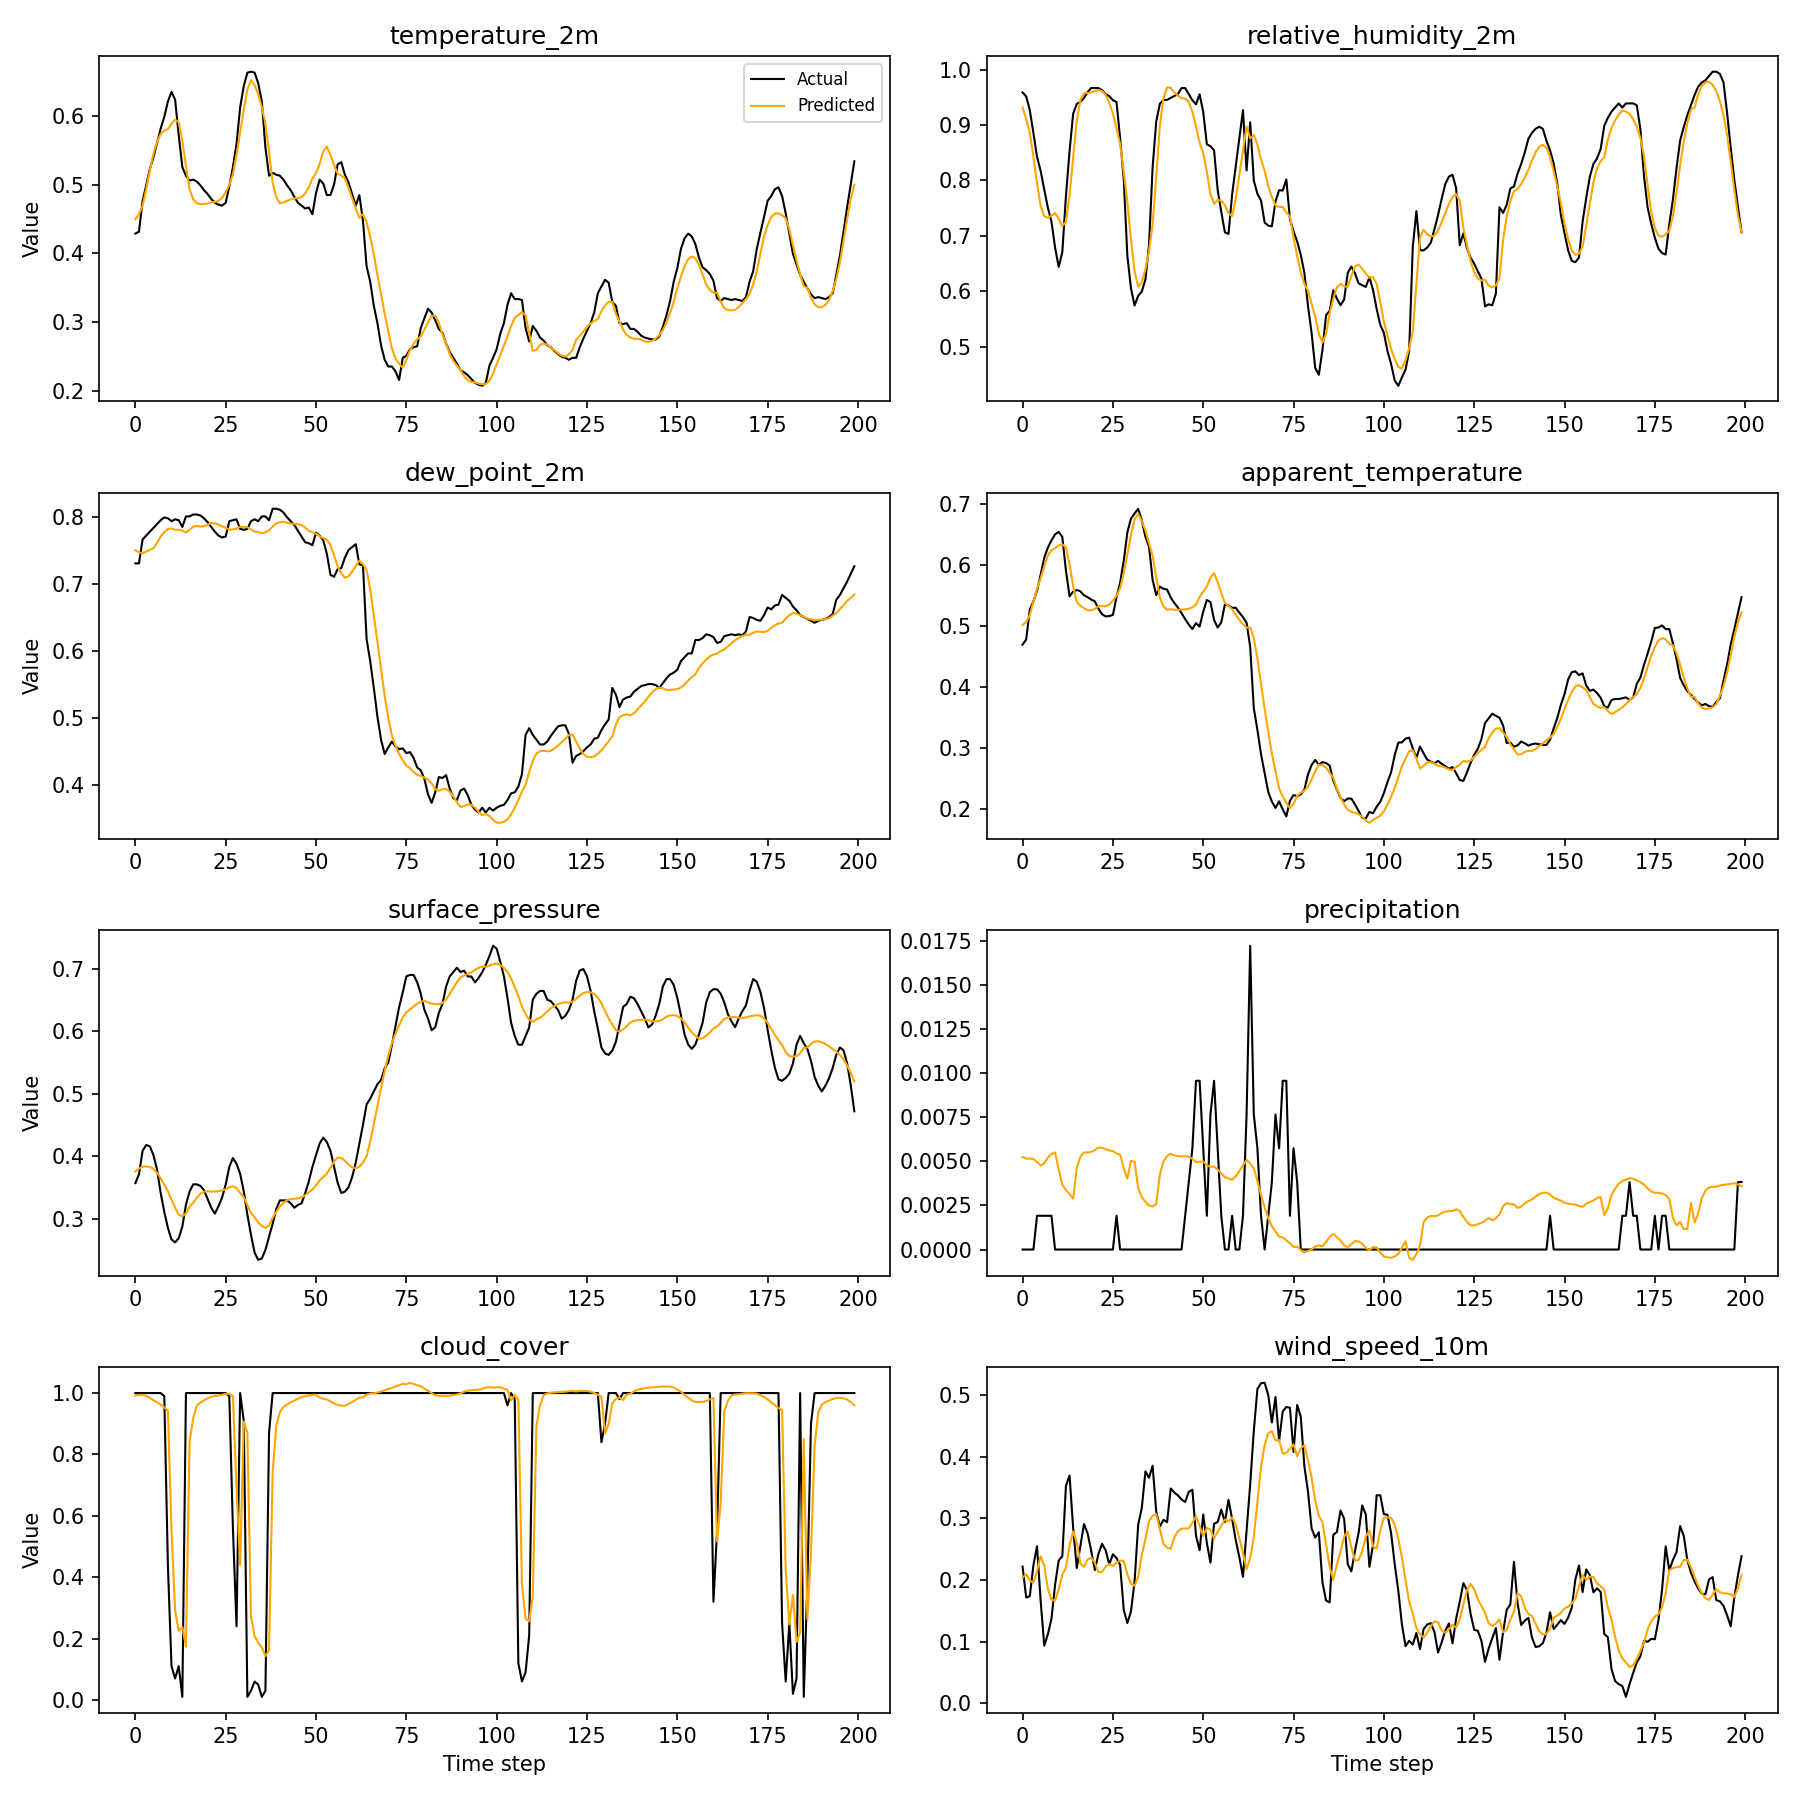 temperature_2m
Value
0.6
0.5
0.4
0.3
0.2
0 25 50 75 100 125 150 175 200
Actual
Predicted
relative_humidity_2m
1.0
0.9
0.8
0.7
0.6
0.5
0 25 50 75 100 125 150 175 200
dew_point_2m
Value
0.8
0.7
0.6
0.5
0.4
0 25 50 75 100 125 150 175 200
apparent_temperature
0.7
0.6
0.5
0.4
0.3
0.2
0 25 50 75 100 125 150 175 200
surface_pressure
Value
0.7
0.6
0.5
0.4
0.3
0 25 50 75 100 125 150 175 200
precipitation
0.0175
0.0150
0.0125
0.0100
0.0075
0.0050
0.0025
0.0000
0 25 50 75 100 125 150 175 200
cloud_cover
Value
1.0
0.8
0.6
0.4
0.2
0.0
0 25 50 75 100 125 150 175 200
Time step
wind_speed_10m
0.5
0.4
0.3
0.2
0.1
0.0
0 25 50 75 100 125 150 175 200
Time step